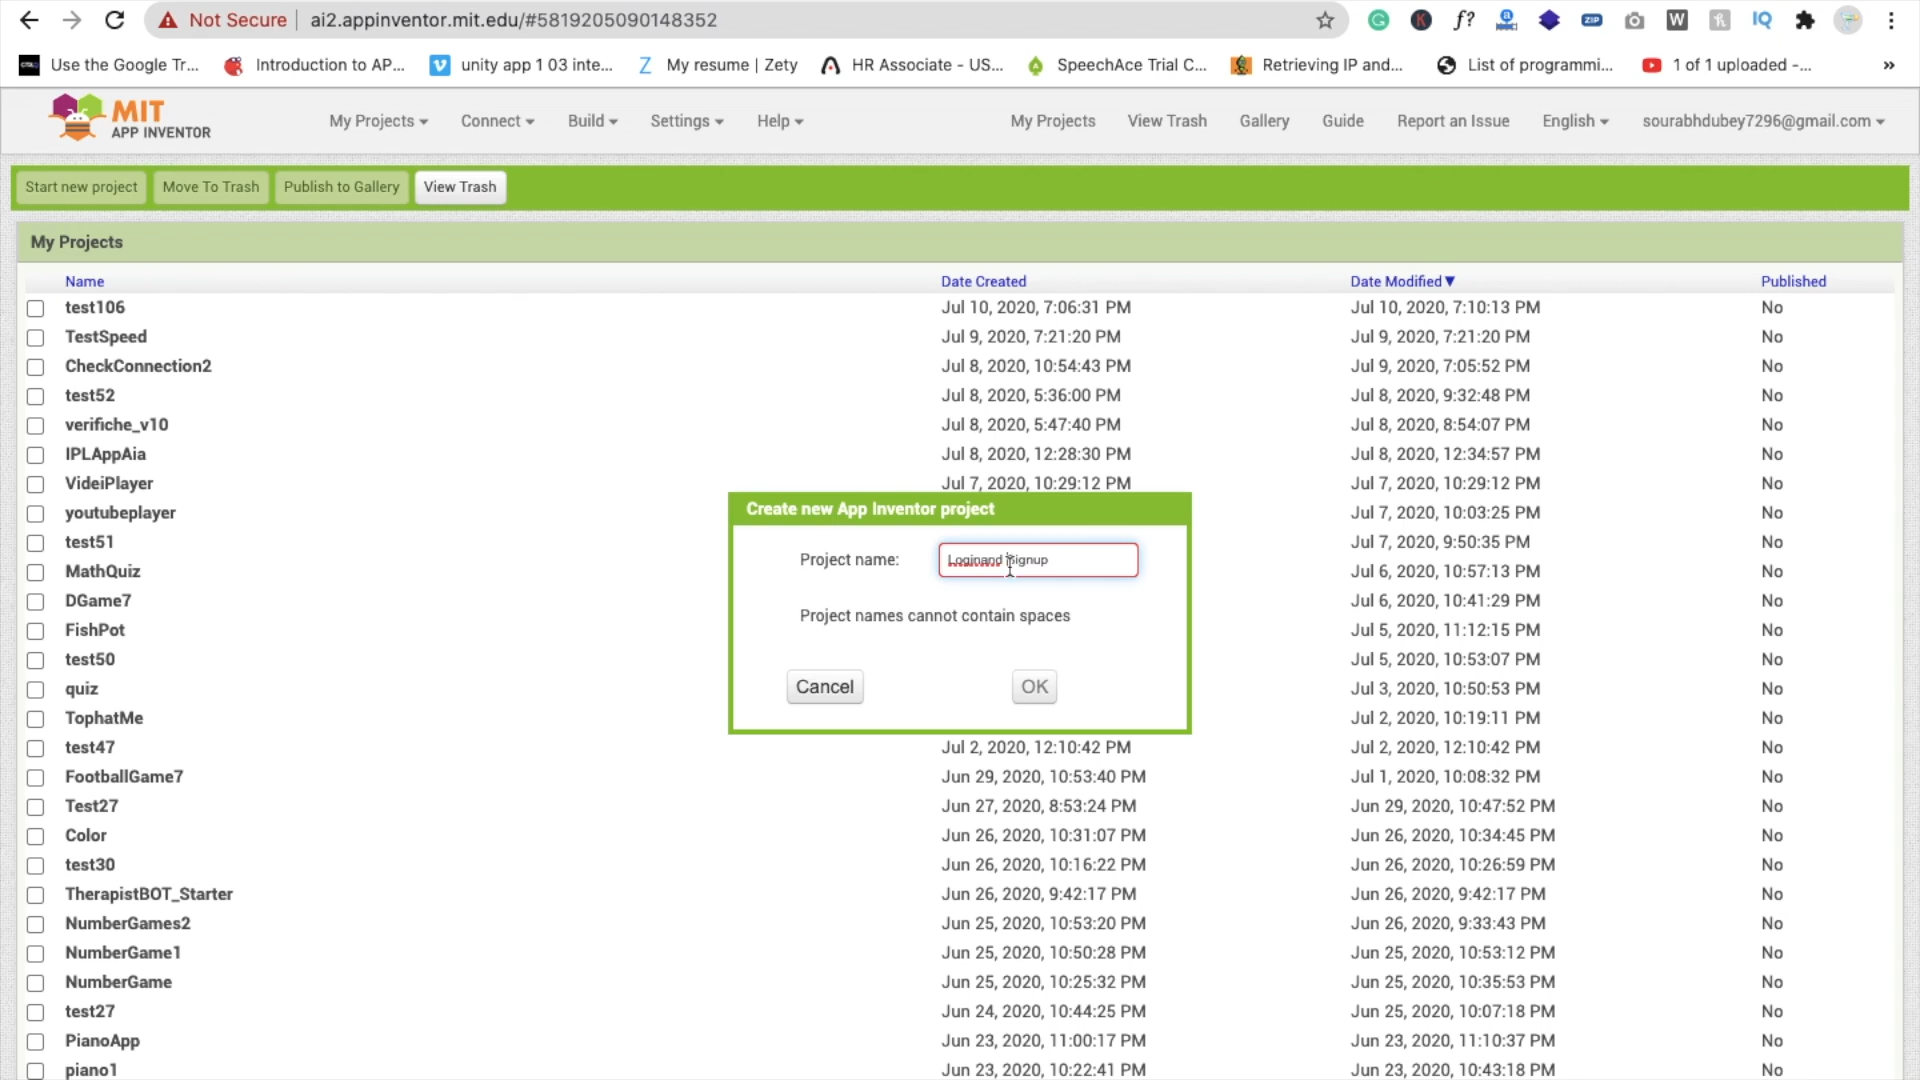 Not Secure ai2.appinventor.mit.edu/#5819205090148352
Use the Google Tr... Introduction to AP... unity app 1 03 inte... My resume | Zety HR Associate - US... SpeechAce Trial C... Retrieving IP and... List of programmi... 1 of 1 uploaded -... »
MIT
APP INVENTOR
My Projects Connect Build Settings Help My Projects View Trash Gallery Guide Report an Issue English sourabhdubey7296@gmail.com
Start new project Move To Trash Publish to Gallery View Trash
My Projects
Name Date Created Date Modified Published
test106 Jul 10, 2020, 7:06:31 PM Jul 10, 2020, 7:10:13 PM No
TestSpeed Jul 9, 2020, 7:21:20 PM Jul 9, 2020, 7:21:20 PM No
CheckConnection2 Jul 8, 2020, 10:54:43 PM Jul 9, 2020, 7:05:52 PM No
test52 Jul 8, 2020, 5:36:00 PM Jul 8, 2020, 9:32:48 PM No
verifiche_v10 Jul 8, 2020, 5:47:40 PM Jul 8, 2020, 8:54:07 PM No
IPLAppAia Jul 8, 2020, 12:28:30 PM Jul 8, 2020, 12:34:57 PM No
VideiPlayer Jul 7, 2020, 10:29:12 PM Jul 7, 2020, 10:29:12 PM No
youtubeplayer Jul 7, 2020, 10:03:25 PM No
test51 Jul 7, 2020, 9:50:35 PM No
MathQuiz Jul 6, 2020, 10:57:13 PM No
DGame7 Jul 6, 2020, 10:41:29 PM No
FishPot Jul 5, 2020, 11:12:15 PM No
test50 Jul 5, 2020, 10:53:07 PM No
quiz Jul 3, 2020, 10:50:53 PM No
TophatMe Jul 2, 2020, 10:19:11 PM No
test47 Jul 2, 2020, 12:10:42 PM Jul 2, 2020, 12:10:42 PM No
FootballGame7 Jun 29, 2020, 10:53:40 PM Jul 1, 2020, 10:08:32 PM No
Test27 Jun 27, 2020, 8:53:24 PM Jun 29, 2020, 10:47:52 PM No
Color Jun 26, 2020, 10:31:07 PM Jun 26, 2020, 10:34:45 PM No
test30 Jun 26, 2020, 10:16:22 PM Jun 26, 2020, 10:26:59 PM No
TherapistBOT_Starter Jun 26, 2020, 9:42:17 PM Jun 26, 2020, 9:42:17 PM No
NumberGames2 Jun 25, 2020, 10:53:20 PM Jun 26, 2020, 9:33:43 PM No
NumberGame1 Jun 25, 2020, 10:50:28 PM Jun 25, 2020, 10:53:12 PM No
NumberGame Jun 25, 2020, 10:25:32 PM Jun 25, 2020, 10:35:53 PM No
test27 Jun 24, 2020, 10:44:25 PM Jun 25, 2020, 10:07:18 PM No
PianoApp Jun 23, 2020, 11:00:17 PM Jun 23, 2020, 11:10:37 PM No
piano1 Jun 23, 2020, 10:22:41 PM Jun 23, 2020, 10:43:18 PM No
Create new App Inventor project
Project name: Loginand Signup
Project names cannot contain spaces
Cancel OK